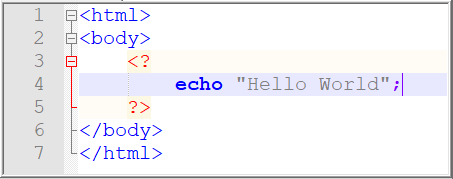 1 <html>
2 <body>
3 <?
4 echo "Hello World";
5 ?>
6 </body>
7 </html>